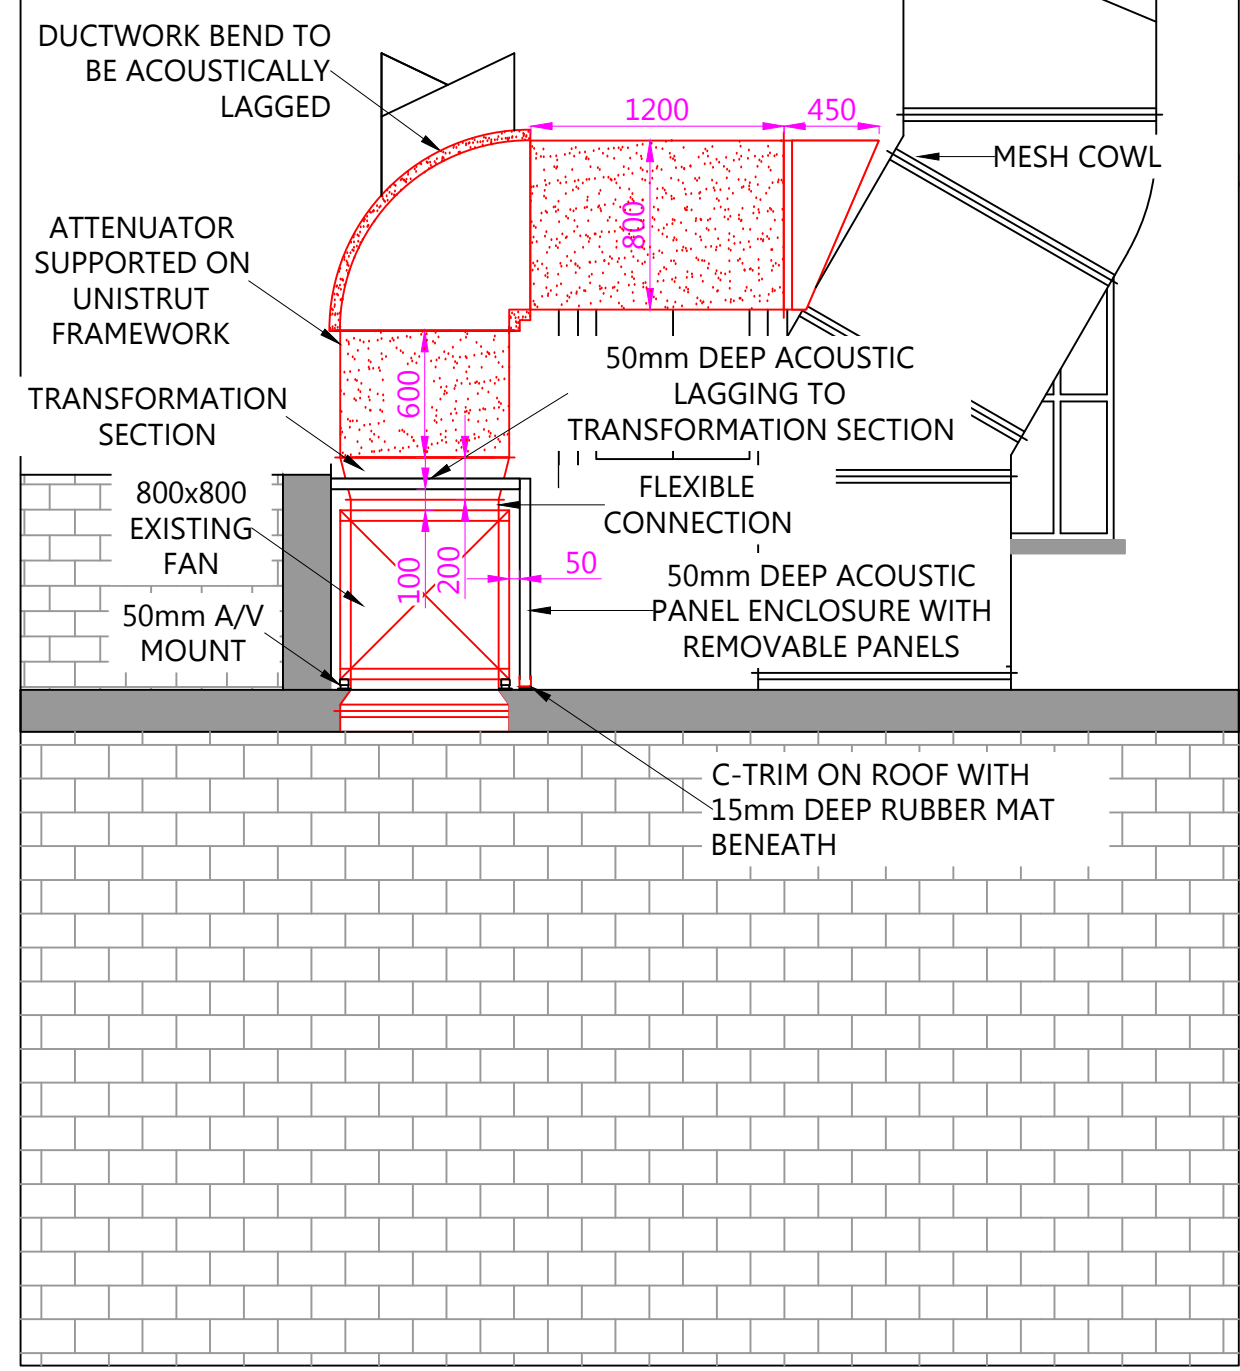 DUCTWORK BEND TO
BE ACOUSTICALLY
LAGGED
1200
450
MESH COWL
800
ATTENUATOR
SUPPORTED ON
UNISTRUT
FRAMEWORK
600
50mm DEEP ACOUSTIC
LAGGING TO
TRANSFORMATION SECTION
TRANSFORMATION
SECTION
800x800
EXISTING
FAN
FLEXIBLE
CONNECTION
100
200
50
50mm DEEP ACOUSTIC
PANEL ENCLOSURE WITH
REMOVABLE PANELS
50mm A/V
MOUNT
C-TRIM ON ROOF WITH
15mm DEEP RUBBER MAT
BENEATH